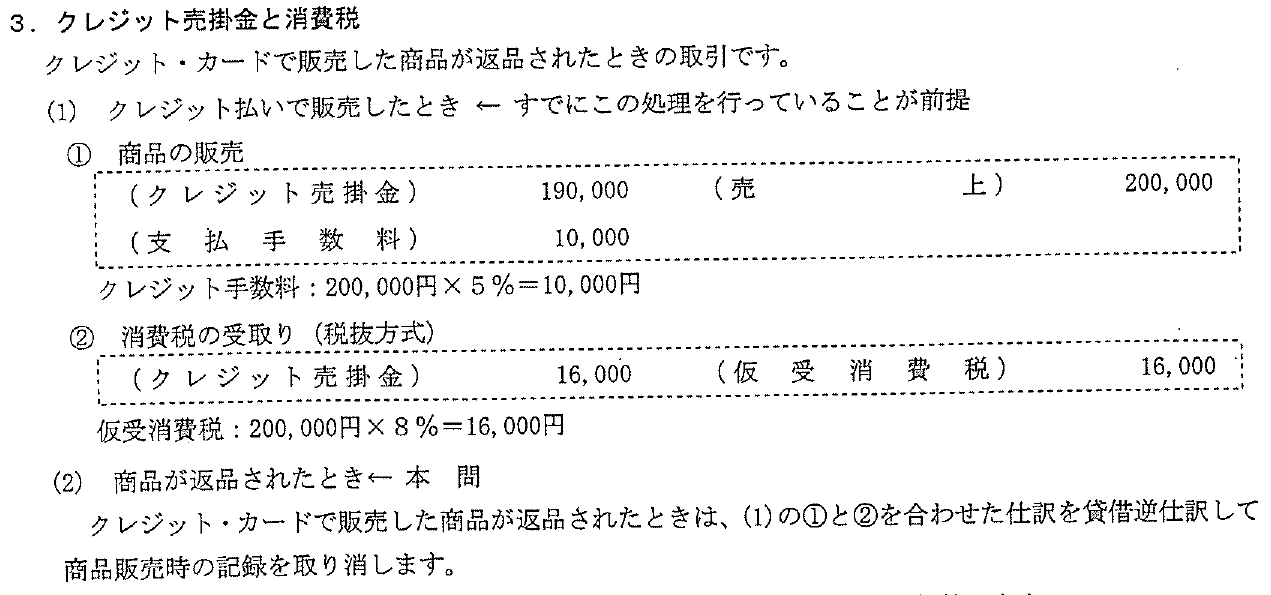 3．クレジット売掛金と消費税
クレジット・カードで販売した商品が返品されたときの取引です。
(1) クレジット払いで販売したとき ← すでにこの処理を行っていることが前提
① 商品の販売
(クレジット売掛金) 190,000 (売上) 200,000
(支払手数料) 10,000
クレジット手数料：200,000円×5％＝10,000円
② 消費税の受取り（税抜方式）
(クレジット売掛金) 16,000 (仮受消費税) 16,000
仮受消費税：200,000円×8％＝16,000円
(2) 商品が返品されたとき← 本 問
クレジット・カードで販売した商品が返品されたときは、(1)の①と②を合わせた仕訳を貸借逆仕訳して
商品販売時の記録を取り消します。